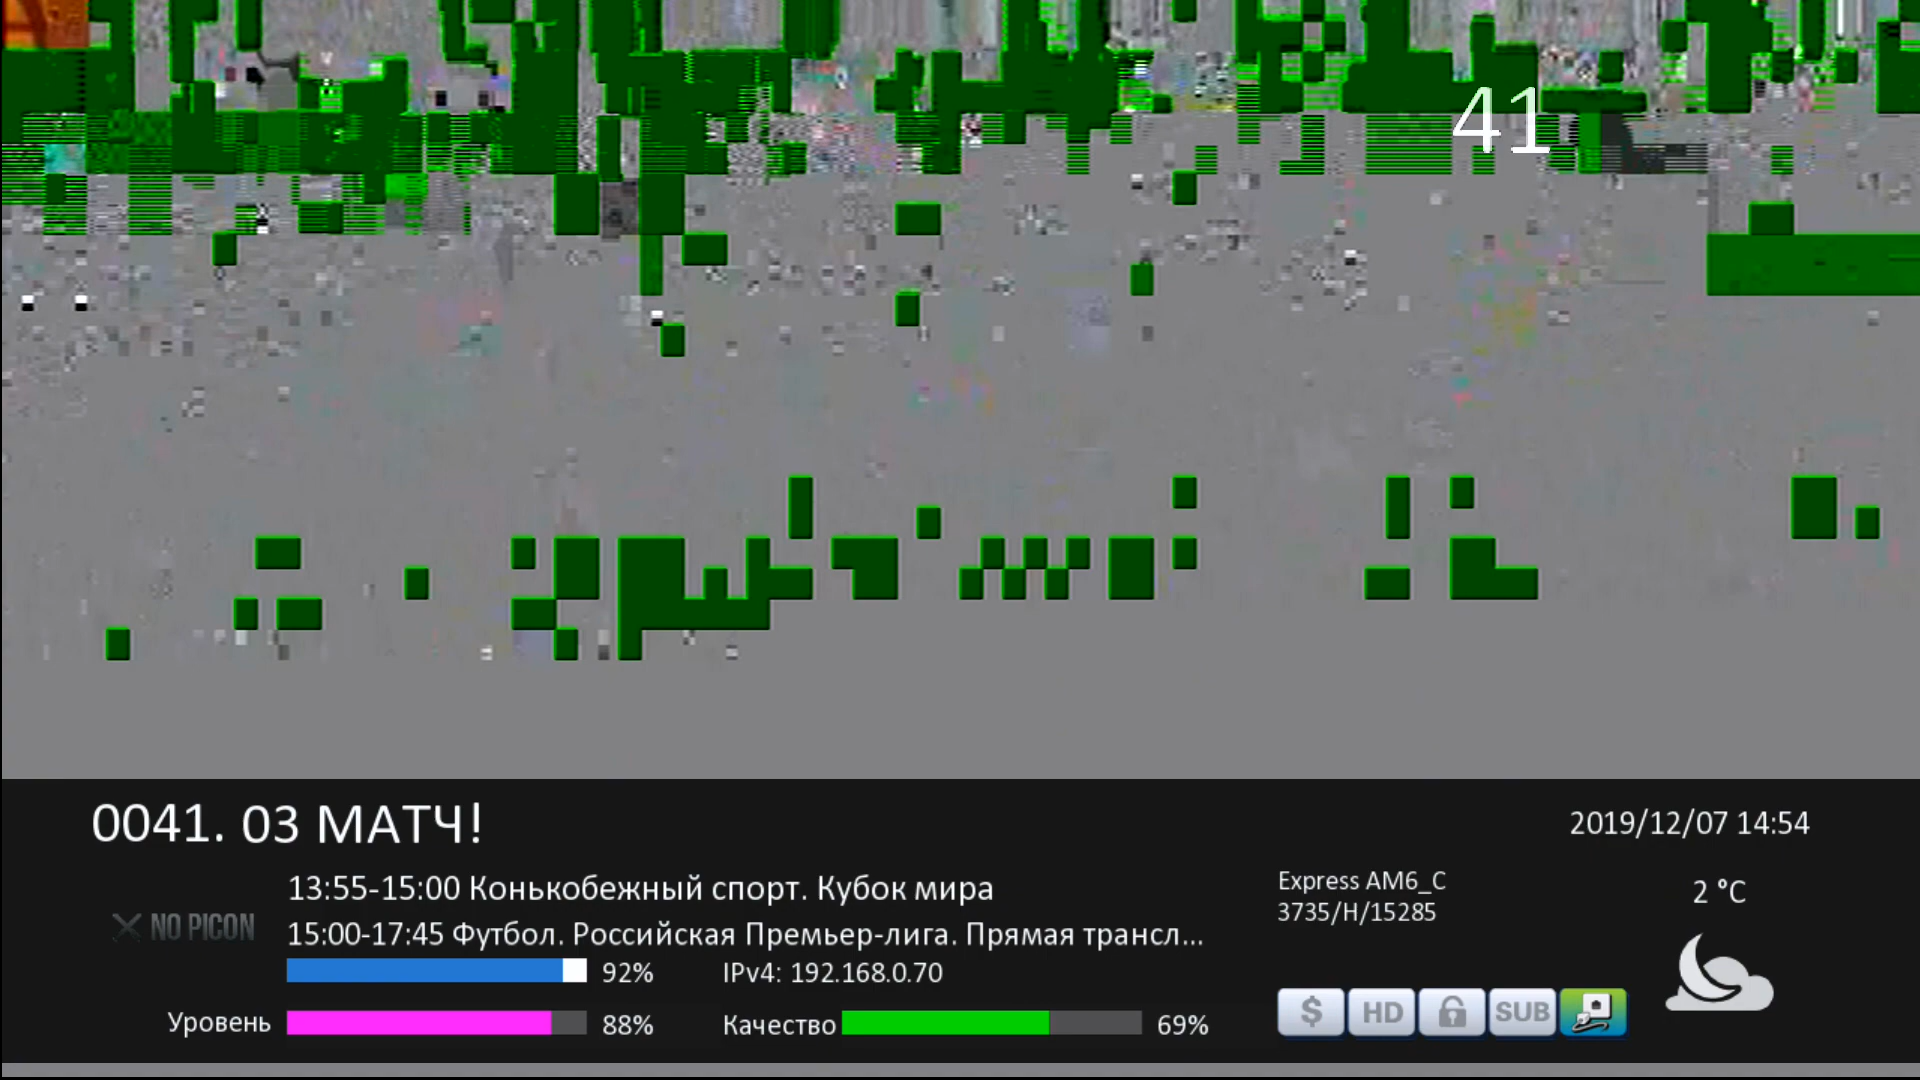 41
0041. 03 МАТЧ!
2019/12/07 14:54
13:55-15:00 Конькобежный спорт. Кубок мира
15:00-17:45 Футбол. Российская Премьер-лига. Прямая трансл...
NO PICON
92%
IPv4: 192.168.0.70
Уровень
88%
Качество
69%
Express AM6_C
3735/H/15285
2 °C
$
HD
SUB